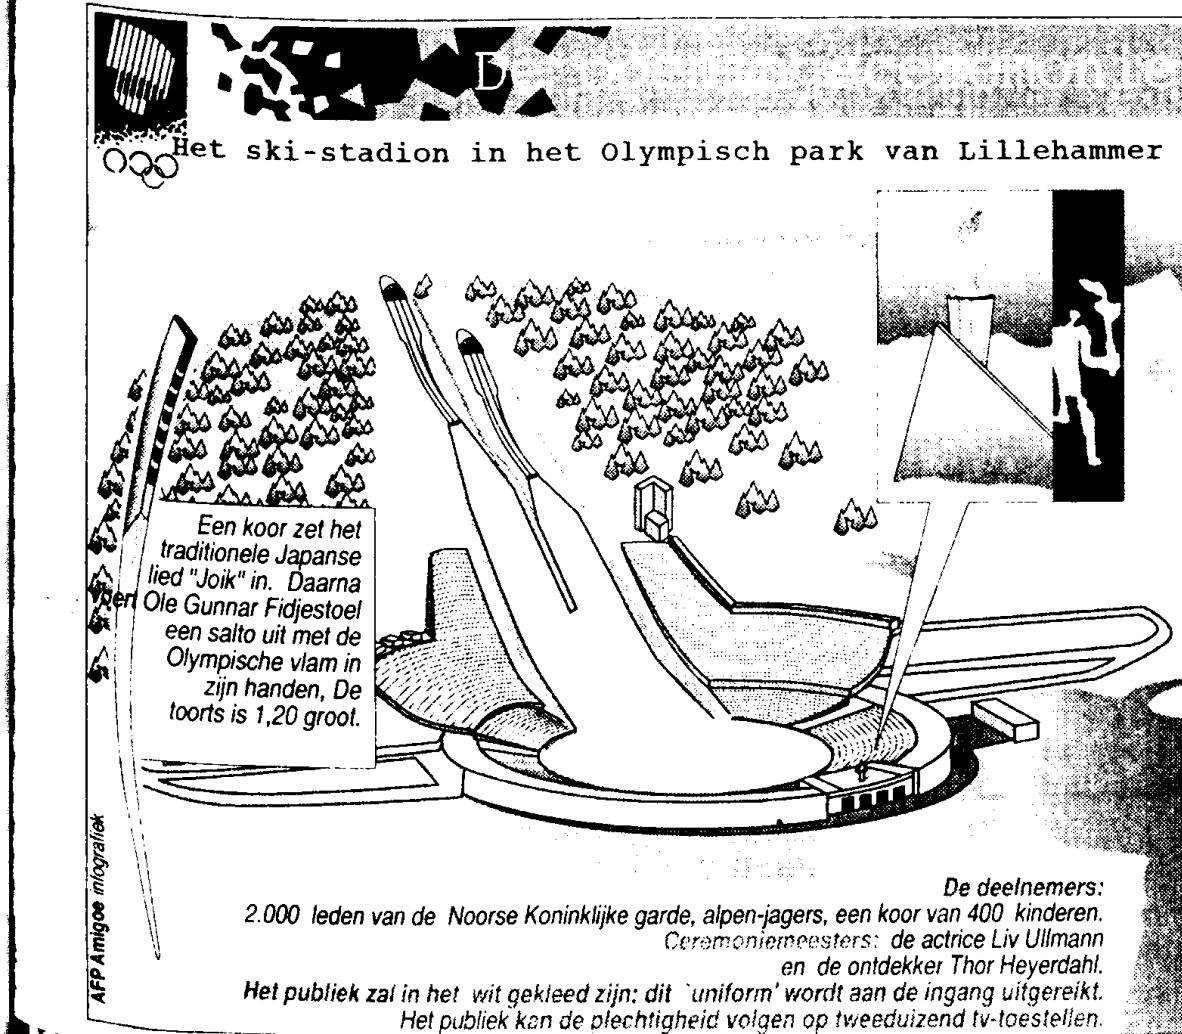 De
Het ski-stadion in het Olympisch park van Lillehammer
Een koor zet het
traditionele Japanse
lied "Joik" in. Daarna
Ole Gunnar Fidjestoel
een salto uit met de
Olympische vlam in
zijn handen, De
toorts is 1,20 groot.
AFP Amigoe infografiek
De deelnemers:
2.000 leden van de Noorse Koninklijke garde, alpen-jagers, een koor van 400 kinderen.
Ceremoniemeesters: de actrice Liv Ullmann
en de ontdekker Thor Heyerdahl.
Het publiek zal in het wit gekleed zijn: dit `uniform' wordt aan de ingang uitgereikt.
Het publiek kan de plechtigheid volgen op tweeduizend tv-toestellen.